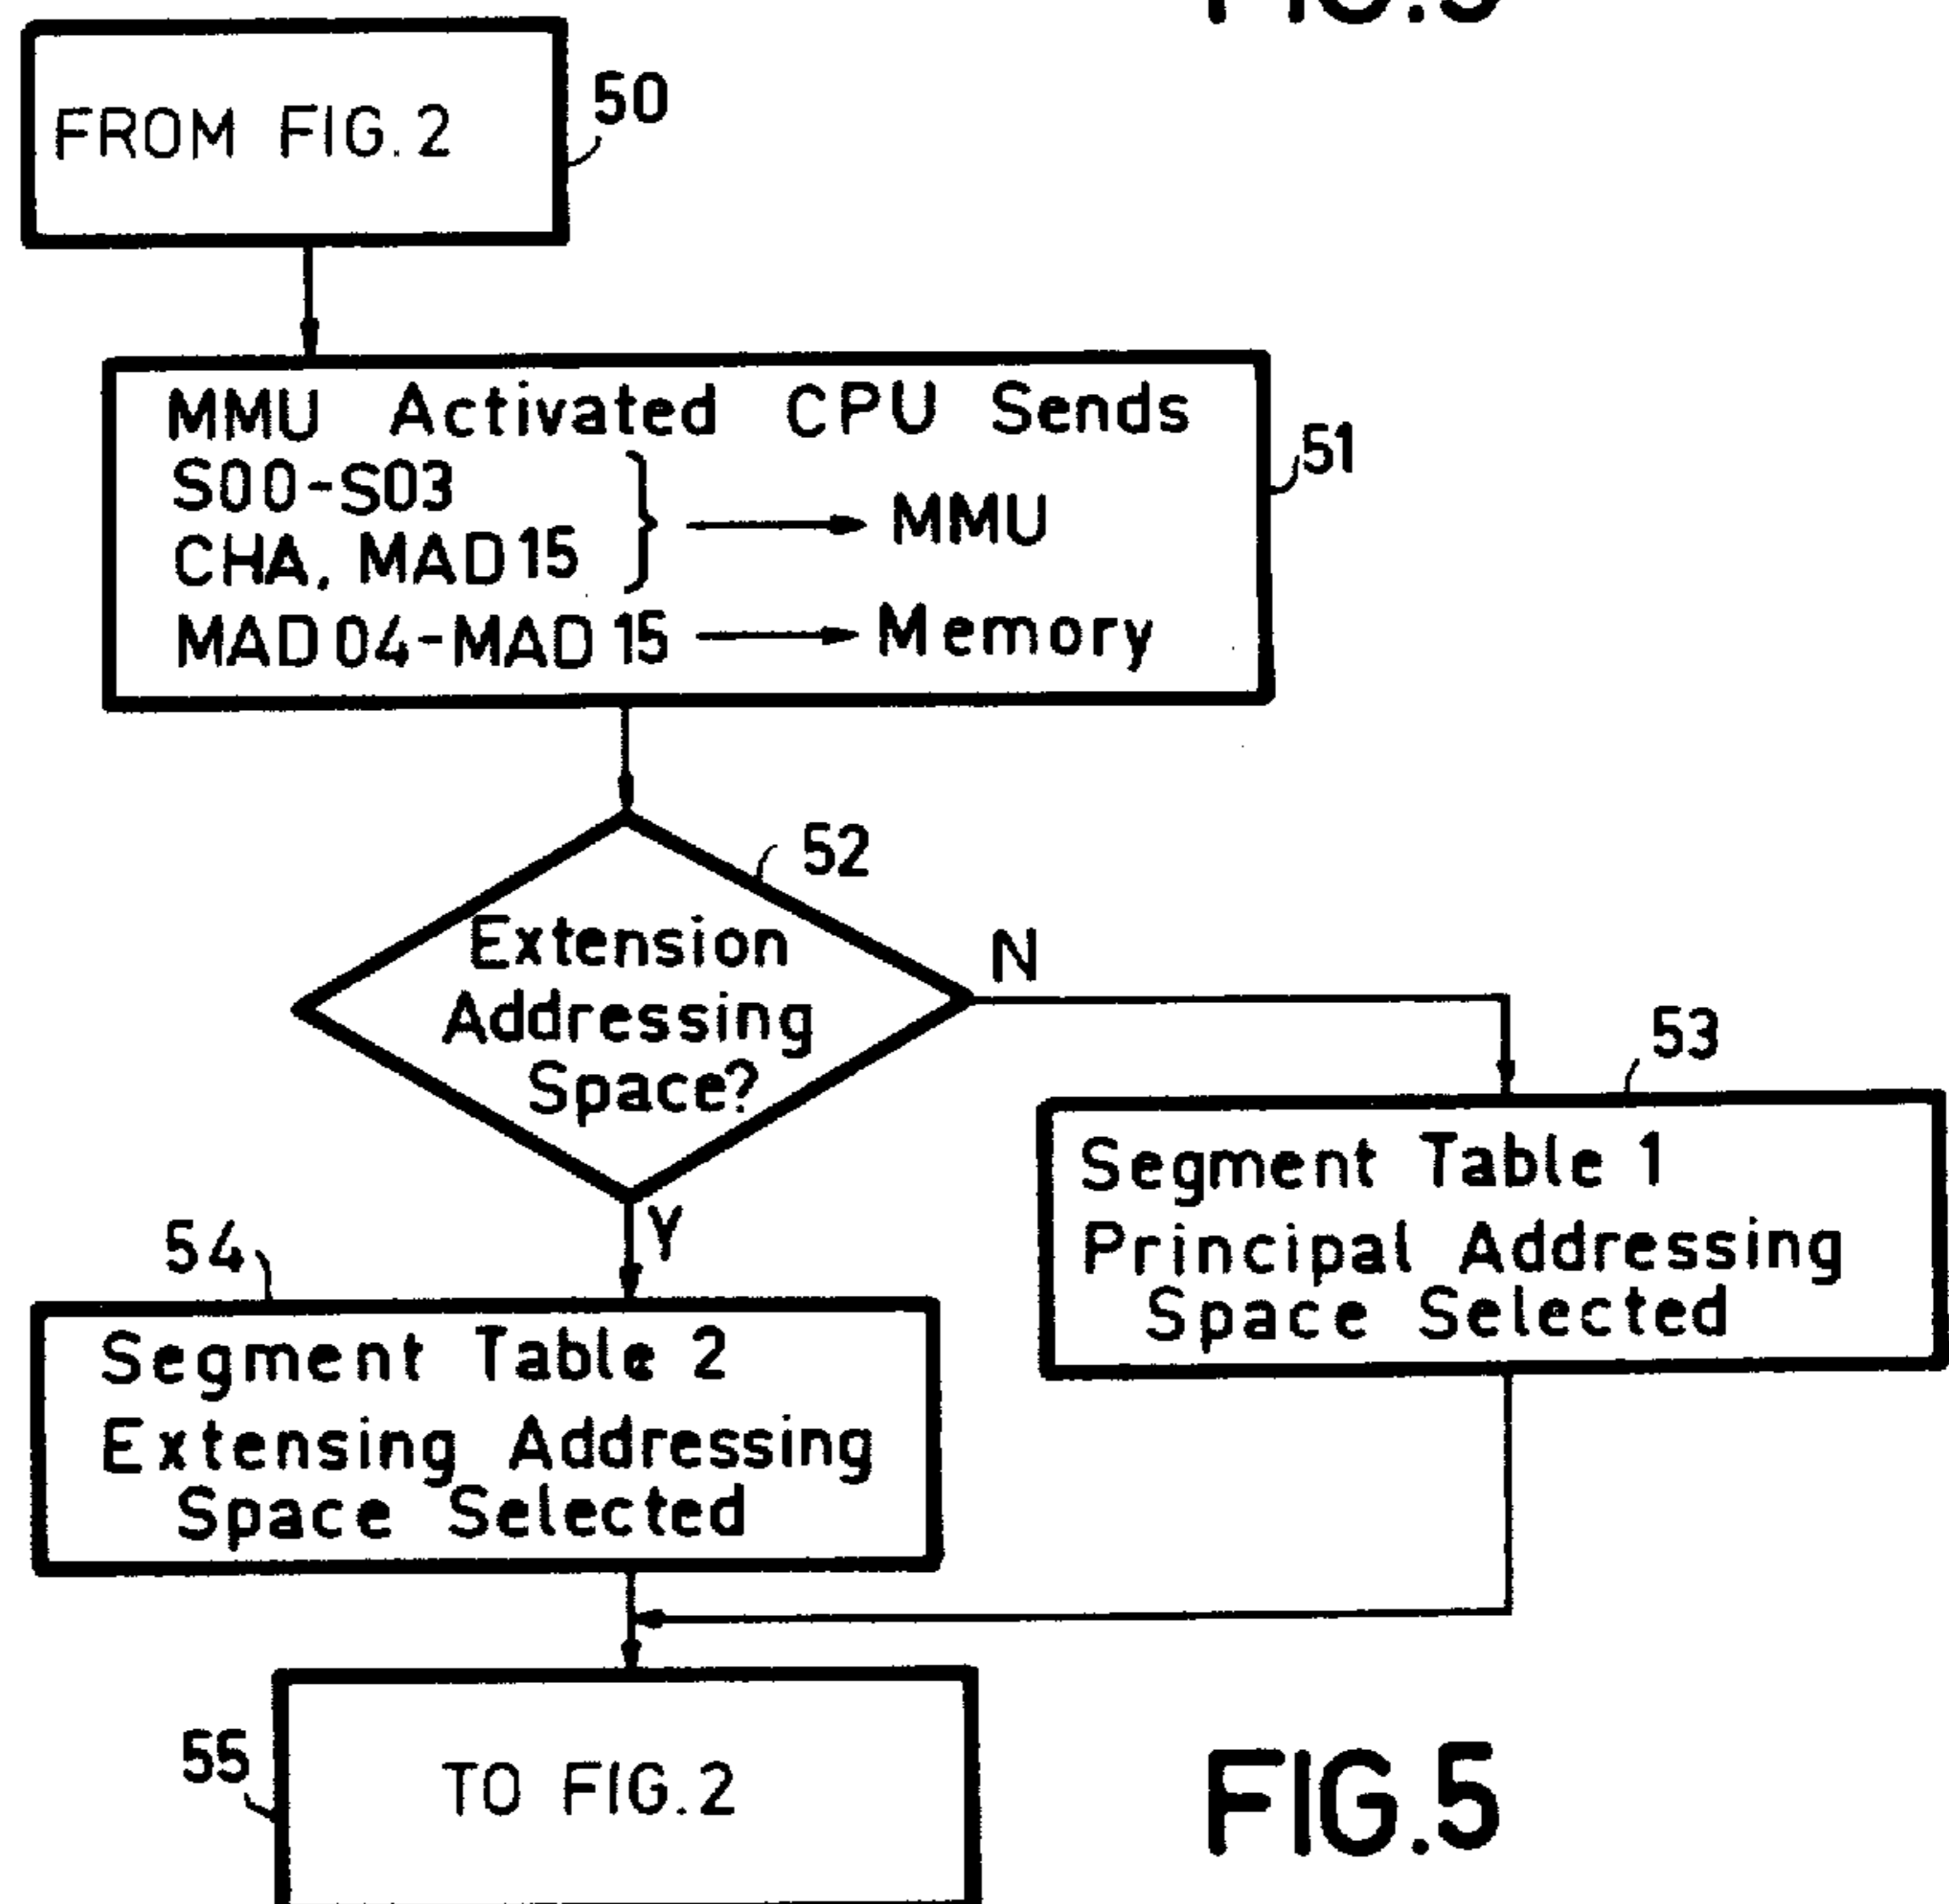 FROM FIG.2
50
MMU Activated CPU Sends
S00-S03
CHA, MAD15
MMU
MAD04-MAD15 Memory
51
52
Extension
Addressing
Space?
N
Y
53
Segment Table 1
Principal Addressing
Space Selected
54
Segment Table 2
Extensing Addressing
Space Selected
55
TO FIG.2
FIG.5